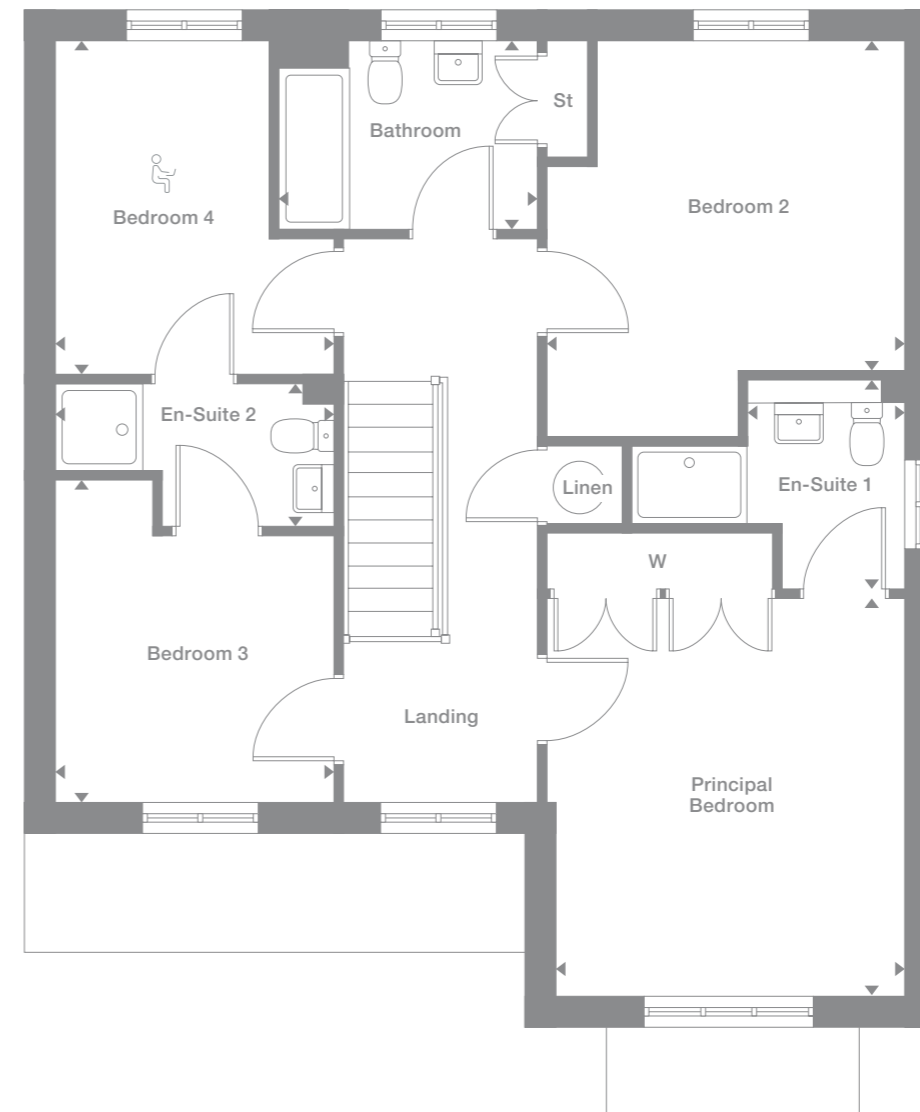 St
Bathroom
Bedroom 2
Bedroom 4
En-Suite 2
Linen
En-Suite 1
W
Bedroom 3
Landing
Principal
Bedroom